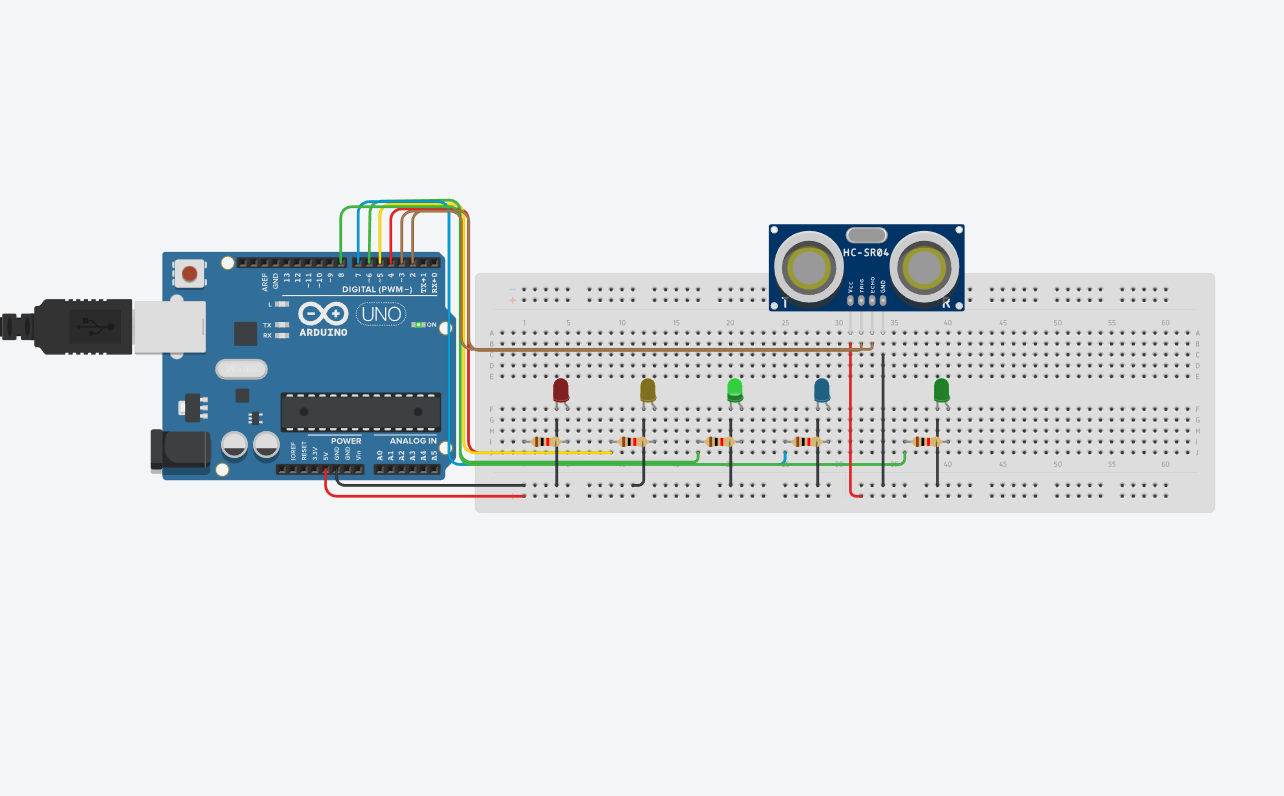 HC-SR04
VCC
TRIG
ECHO
GND
T
R
AREF
GND
13
12
~11
~10
~9
8
7
~6
~5
4
~3
2
TX→1
RX←0
DIGITAL (PWM~)
L
TX
RX
ARDUINO
UNO
ON
POWER
ANALOG IN
IOREF
RESET
3.3V
5V
GND
GND
Vin
A0
A1
A2
A3
A4
A5
1 5 10 15 20 25 30 35 40 45 50 55 60
A
B
C
D
E
F
G
H
I
J
A
B
C
D
E
F
G
H
I
J
15 20 35 40 45 50 55 60